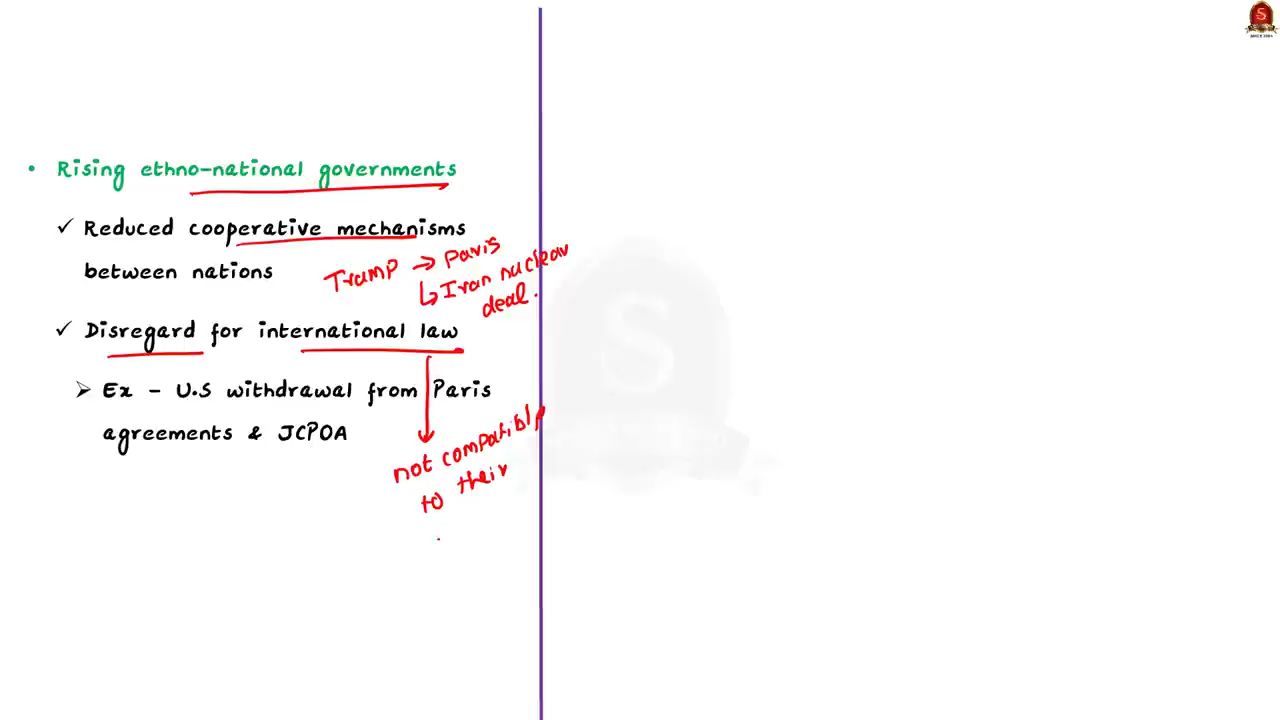 • Rising ethno-national governments
✓ Reduced cooperative mechanisms
between nations
Tramp → Paris
↳ Iran nuclear
deal.
✓ Disregard for international law
➢ Ex – U.S withdrawal from Paris
agreements & JCPOA
not compatible
to their
S